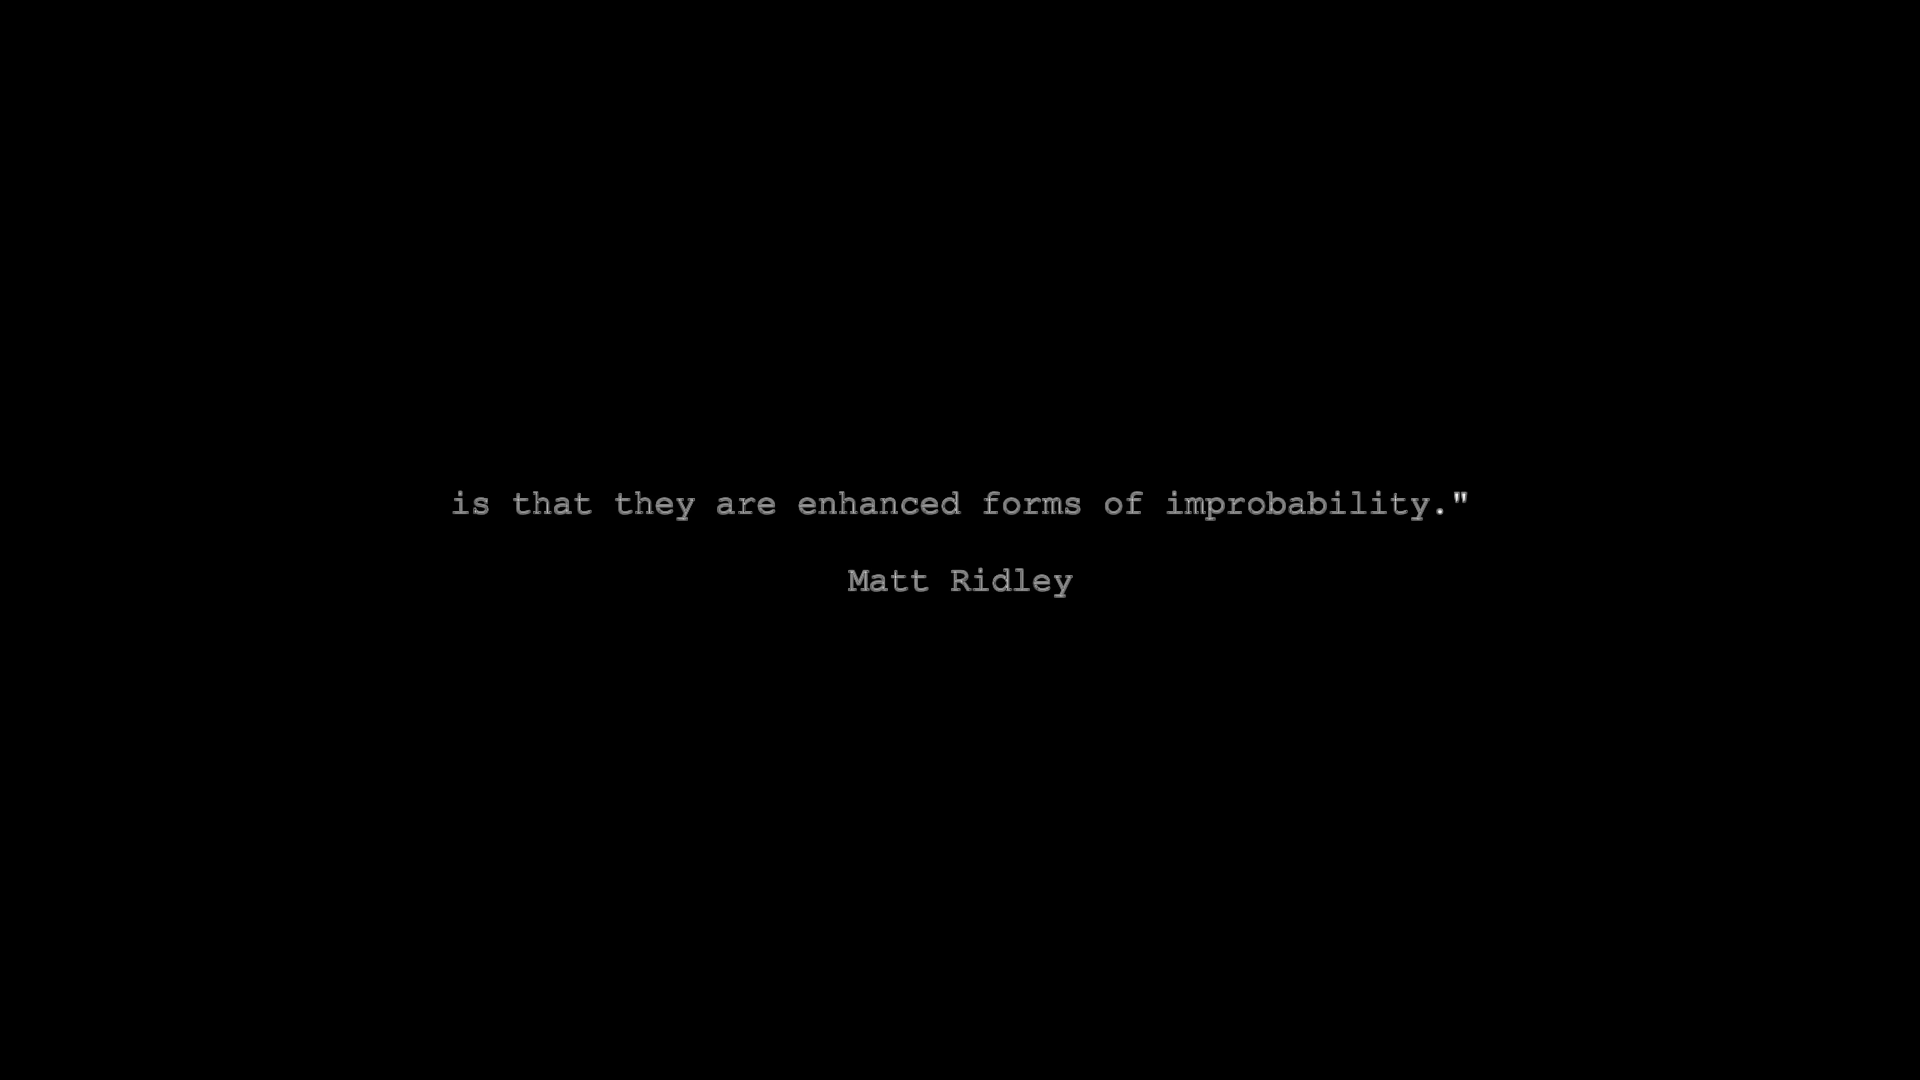 is that they are enhanced forms of improbability."
Matt Ridley